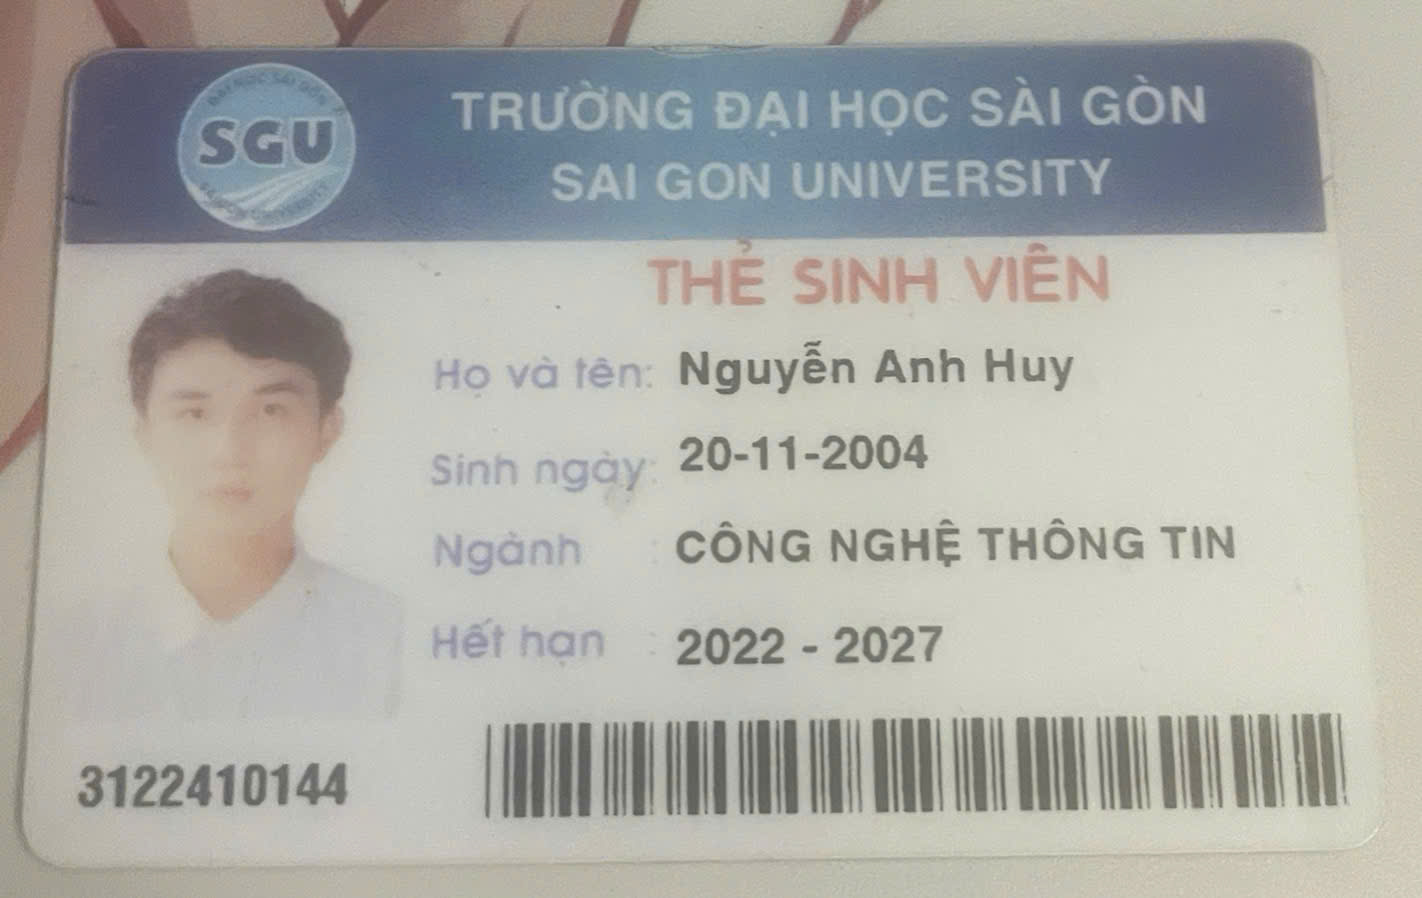 SGU
TRƯỜNG ĐẠI HỌC SÀI GÒN
SAI GON UNIVERSITY
THẺ SINH VIÊN
Họ và tên: Nguyễn Anh Huy
Sinh ngày: 20-11-2004
Ngành : CÔNG NGHỆ THÔNG TIN
Hết hạn : 2022 - 2027
3122410144